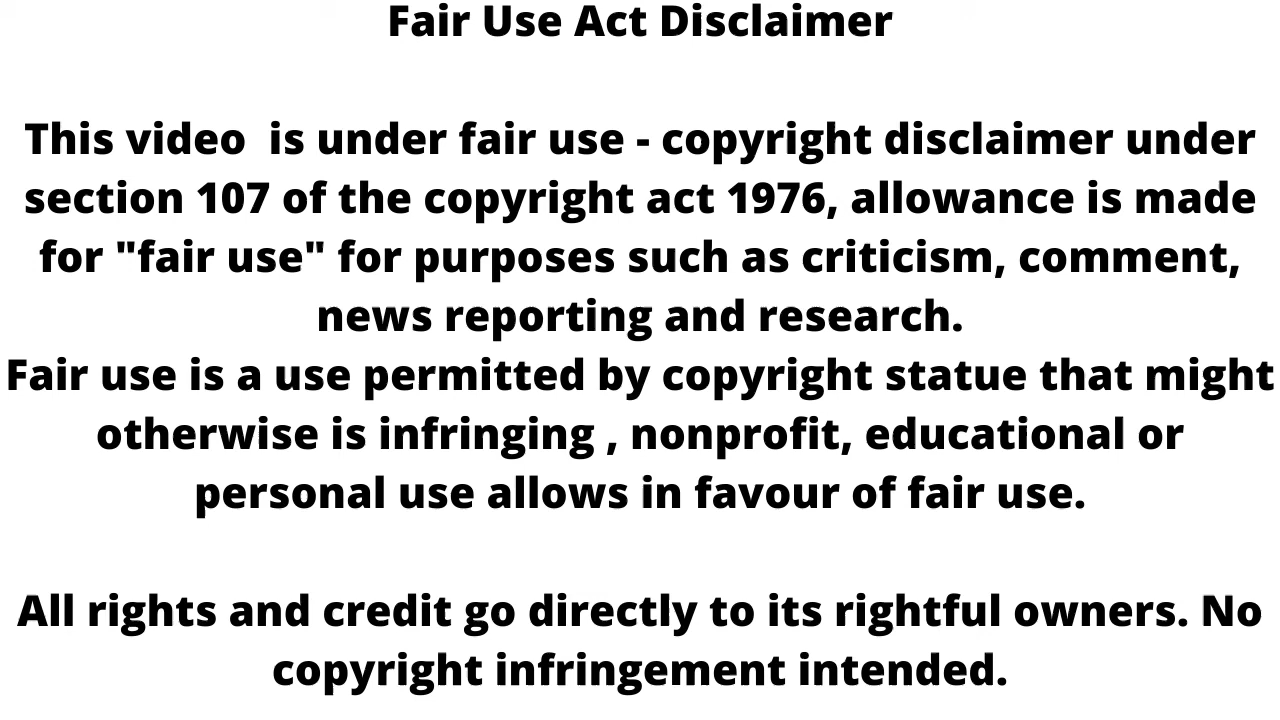 Fair Use Act Disclaimer
This video is under fair use - copyright disclaimer under
section 107 of the copyright act 1976, allowance is made
for "fair use" for purposes such as criticism, comment,
news reporting and research.
Fair use is a use permitted by copyright statue that might
otherwise is infringing , nonprofit, educational or
personal use allows in favour of fair use.
All rights and credit go directly to its rightful owners. No
copyright infringement intended.